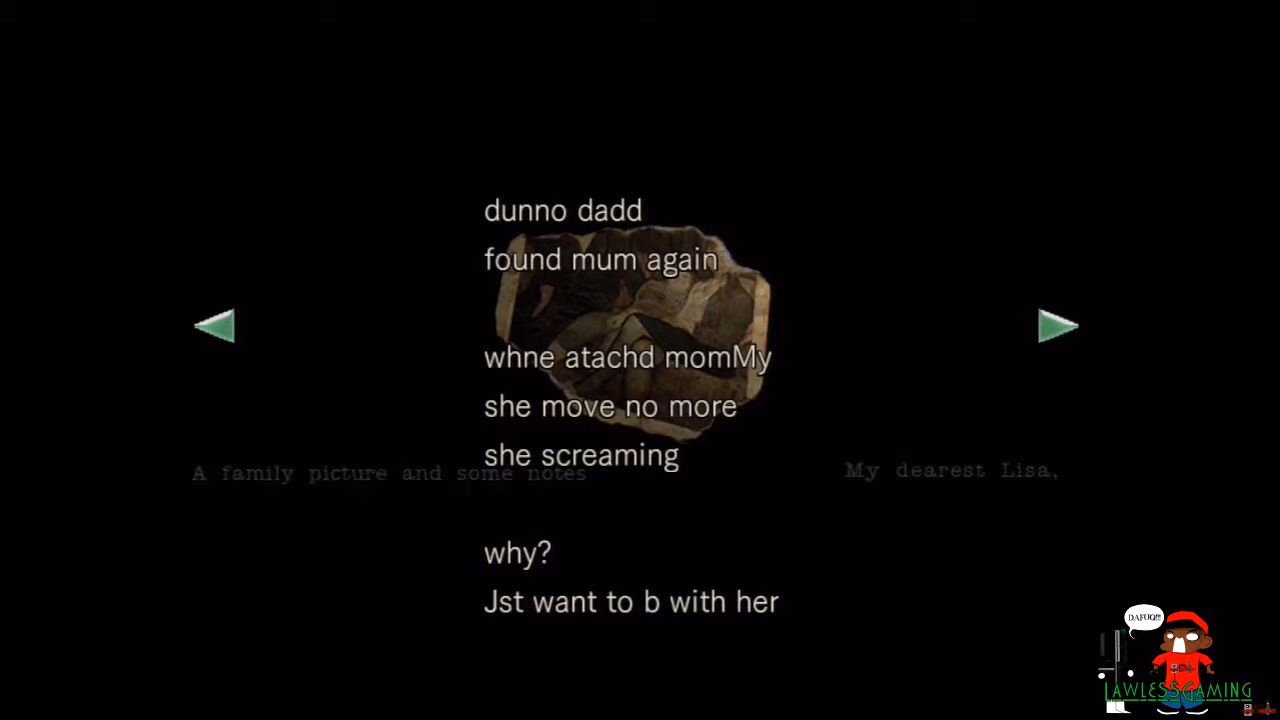 dunno dadd
found mum again
whne atachd momMy
she move no more
she screaming
A family picture and some notes
My dearest Lisa,
why?
Jst want to b with her
DAFUQ!!!
LAWLESSGAMING